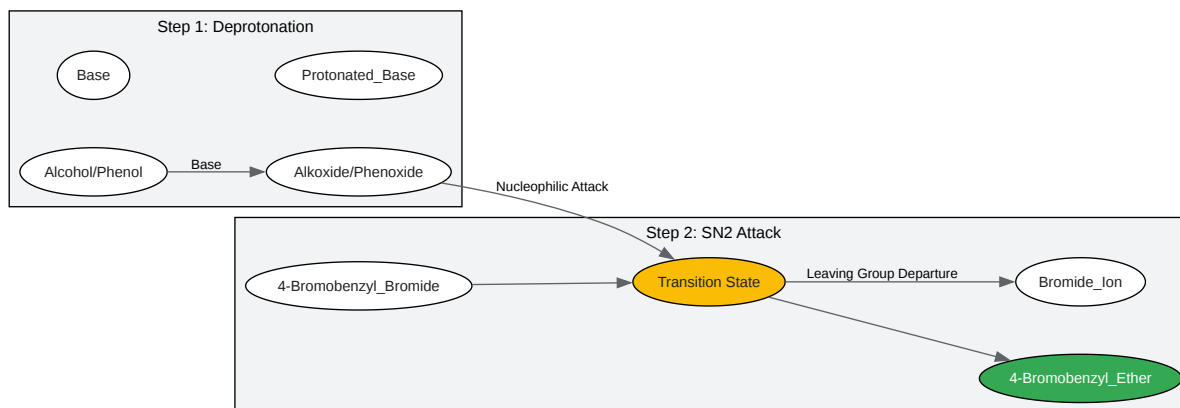 Step 1: Deprotonation
Base
Protonated_Base
Alcohol/Phenol
Base
Alkoxide/Phenoxide
Nucleophilic Attack
Step 2: SN2 Attack
4-Bromobenzyl_Bromide
Transition State
Leaving Group Departure
Bromide_Ion
4-Bromobenzyl_Ether